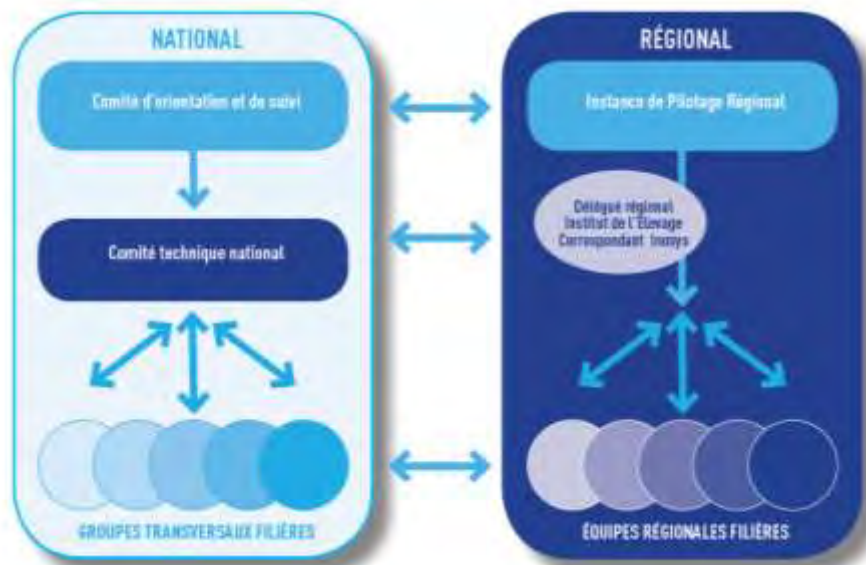 NATIONAL
Comité d'orientation et de suivi
Comité technique national
GROUPES TRANSVERSAUX FILIÈRES
RÉGIONAL
Instance de Pilotage Régional
Délégué régional
Institut de l'Élevage
Correspondant Inosys
ÉQUIPES RÉGIONALES FILIÈRES